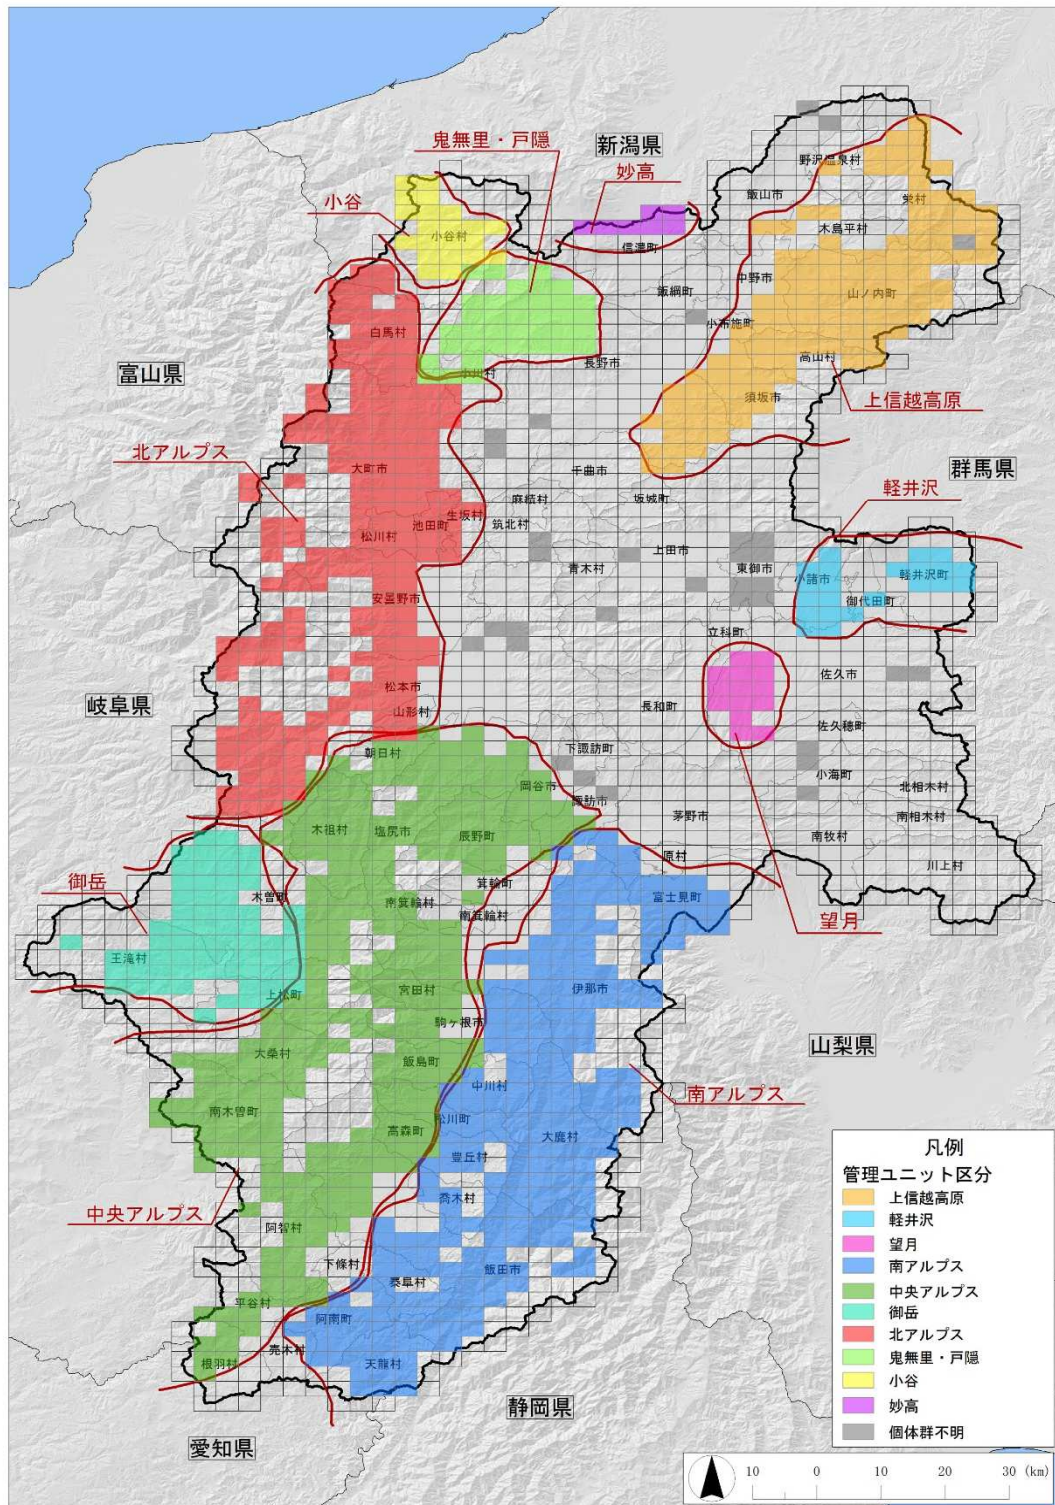 鬼無里・戸隠
新潟県
妙高
野沢温泉村
飯山市
栄村
小谷
小谷村
木島平村
信濃町
中野市
飯綱町
山ノ内町
小布施町
白馬村
長野市
高山村
小川村
富山県
須坂市
上信越高原
北アルプス
大町市
千曲市
群馬県
麻績村
坂城町
軽井沢
生坂村
池田町
筑北村
松川村
上田市
青木村
東御市
小諸市
軽井沢町
安曇野市
御代田町
立科町
佐久市
松本市
岐阜県
山形村
長和町
佐久穂町
朝日村
下諏訪町
小海町
岡谷市
北相木村
諏訪市
茅野市
南相木村
木祖村
塩尻市
辰野町
南牧村
原村
川上村
御岳
箕輪町
木曽町
南箕輪村
富士見町
南箕輪村
望月
王滝村
上松町
宮田村
伊那市
駒ヶ根市
山梨県
大桑村
飯島町
中川村
南アルプス
南木曽町
松川町
高森町
大鹿村
豊丘村
喬木村
中央アルプス
阿智村
下條村
飯田市
泰阜村
平谷村
阿南町
売木村
根羽村
天龍村
静岡県
愛知県
凡例
管理ユニット区分
上信越高原
軽井沢
望月
南アルプス
中央アルプス
御岳
北アルプス
鬼無里・戸隠
小谷
妙高
個体群不明
10 0 10 20 30 (km)